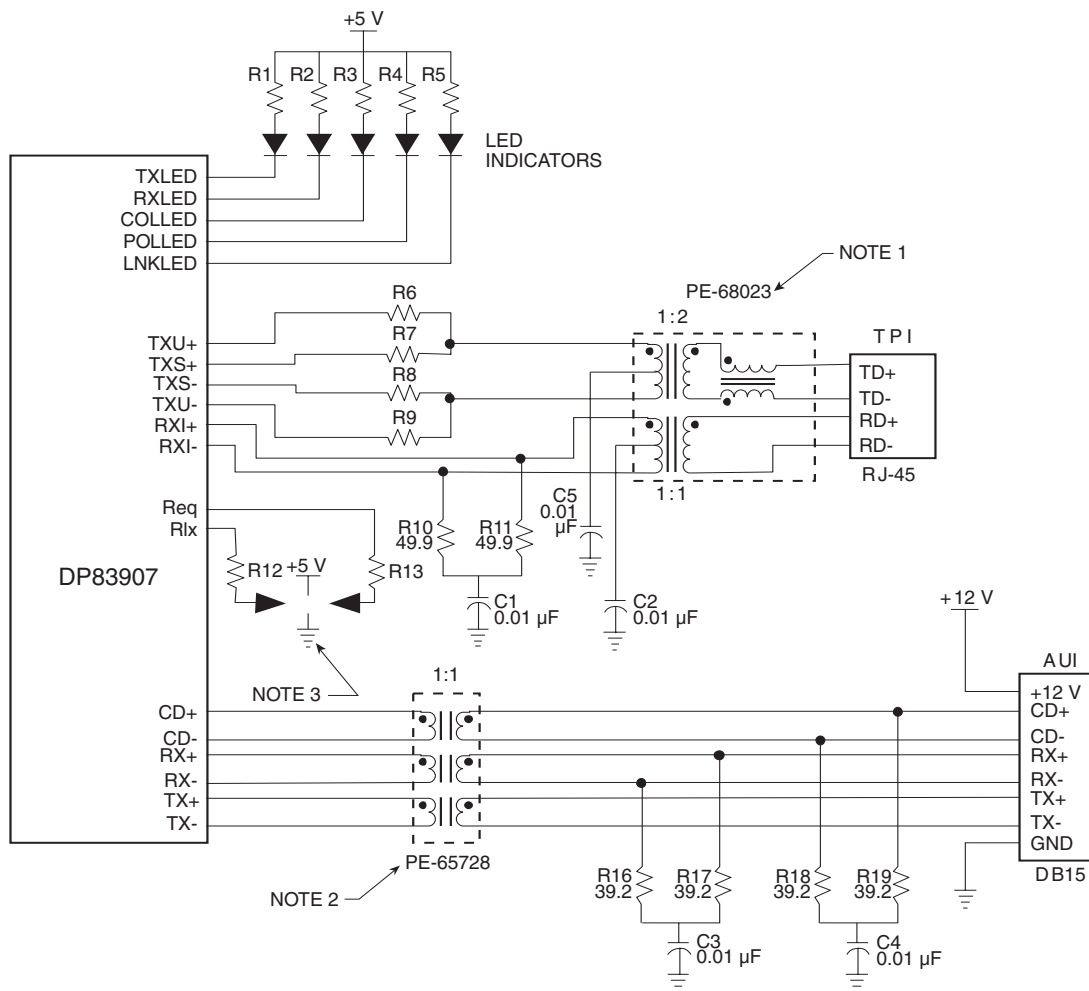 +5 V
R1 R2 R3 R4 R5
LED
INDICATORS
TXLED
RXLED
COLLED
POLLED
LNKLED
NOTE 1
PE-68023
R6
1:2
TPI
TXU+
R7
TXS+
TD+
TXS-
R8
TXU-
TD-
RXI+
R9
RD+
RXI-
RD-
1:1
RJ-45
C5
0.01
µF
Req
RIx
R10
49.9
R11
49.9
DP83907
R12
+5 V
R13
C1
0.01 µF
C2
0.01 µF
+12 V
NOTE 3
1:1
AUI
+12 V
CD+
CD+
CD-
CD-
RX+
RX+
RX-
RX-
TX+
TX+
TX-
TX-
GND
PE-65728
DB15
NOTE 2
R16
39.2
R17
39.2
R18
39.2
R19
39.2
C3
0.01 µF
C4
0.01 µF